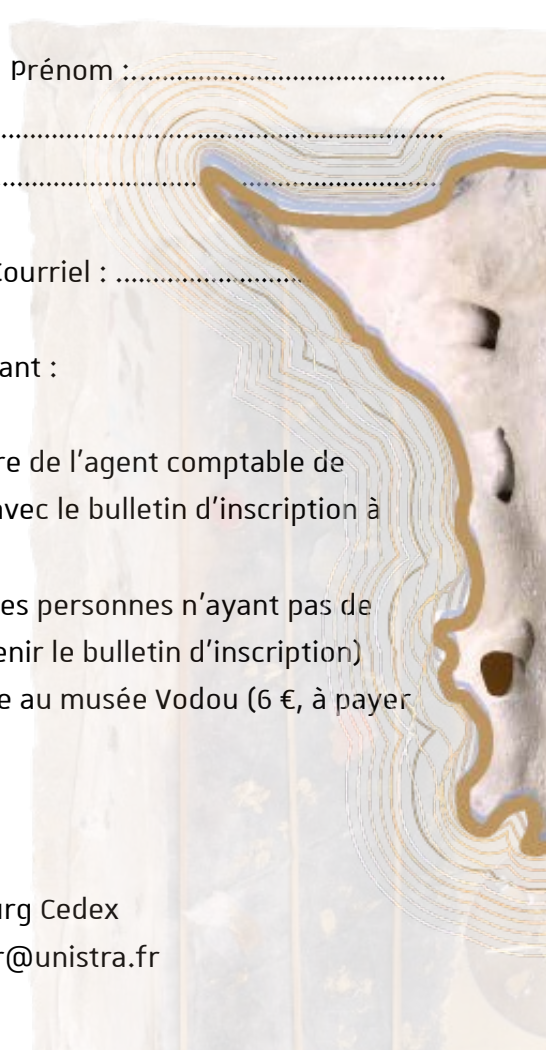 Prénom :.............................................
................................................................
................................................................
Courriel : ...........................
ant :
re de l'agent comptable de
avec le bulletin d'inscription à
es personnes n'ayant pas de
enir le bulletin d'inscription)
e au musée Vodou (6 €, à payer
urg Cedex
r@unistra.fr